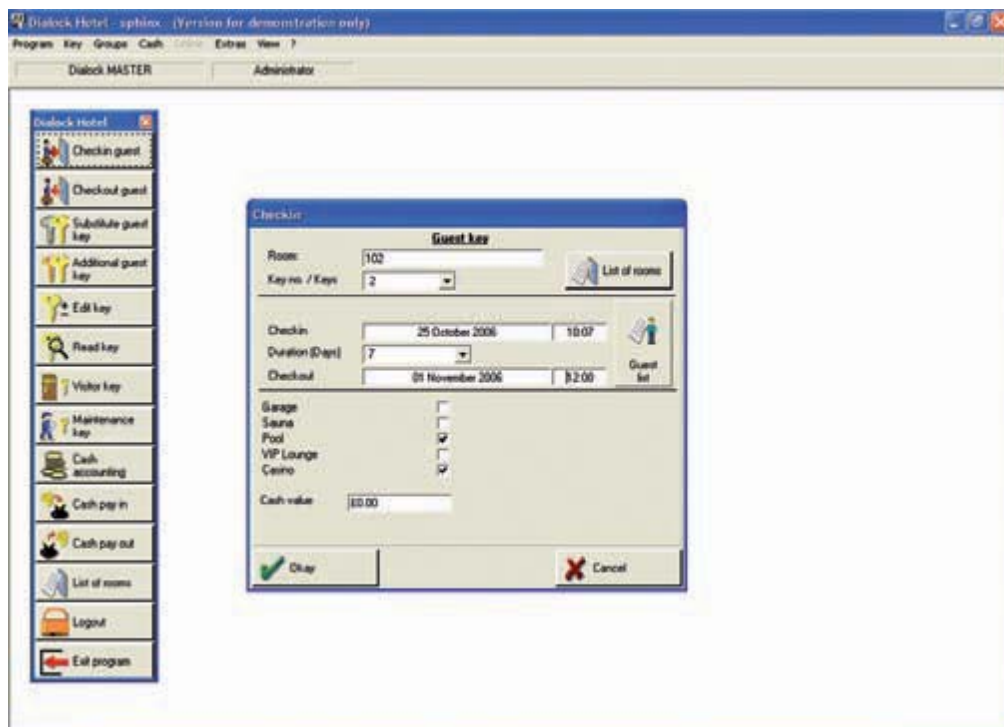 Dialock Hotel - sphinx (Version for demonstration only)
Program Key Groups Cash Online Extras View ?
Dialock MASTER Administrator
Dialock Hotel
Checkin guest
Checkout guest
Substitute guest
key
Additional guest
key
Edit key
Read key
Visitor key
Maintenance
key
Cash
accounting
Cash pay in
Cash pay out
List of rooms
Logout
Exit program
Checkin
Guest key
Room: 102
Key no. / Keys 2
List of rooms
Checkin 25 October 2006 10:07
Duration (Days) 7
Checkout 01 November 2006 12:00
Guest
list
Garage
Sauna
Pool
VIP Lounge
Casino
Cash value £0.00
Okay Cancel